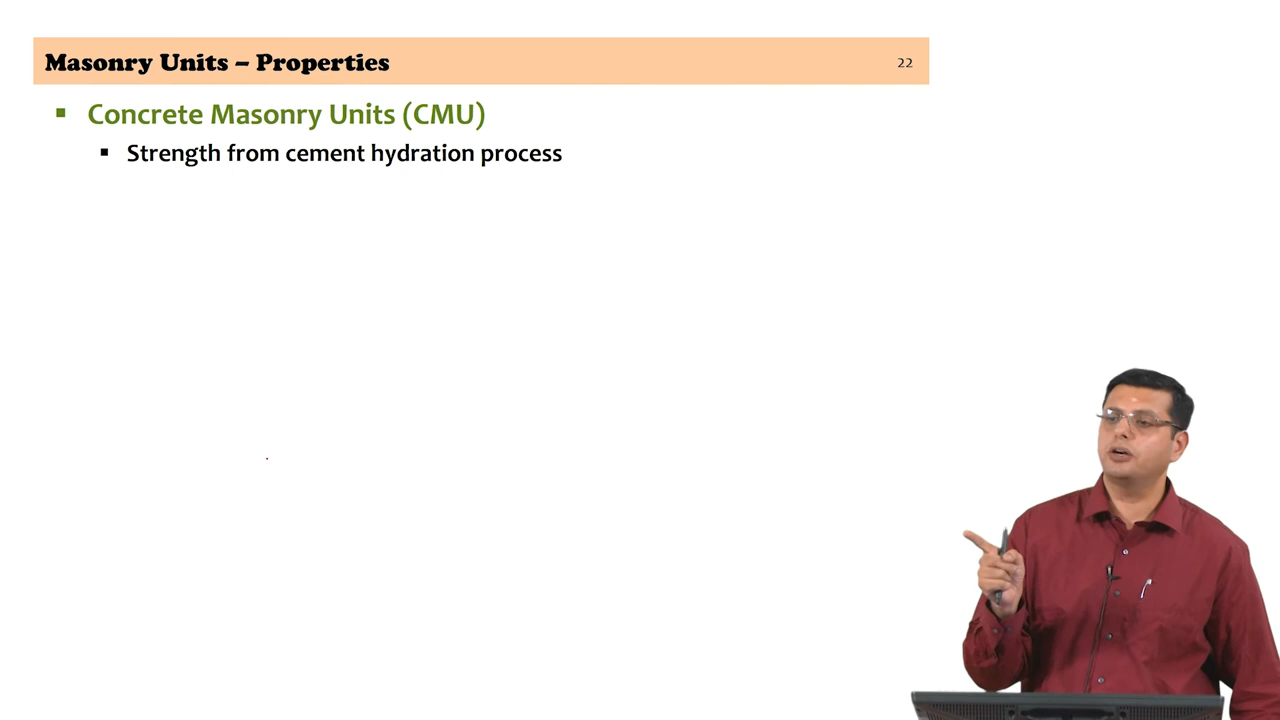 Masonry Units – Properties
22
Concrete Masonry Units (CMU)
Strength from cement hydration process